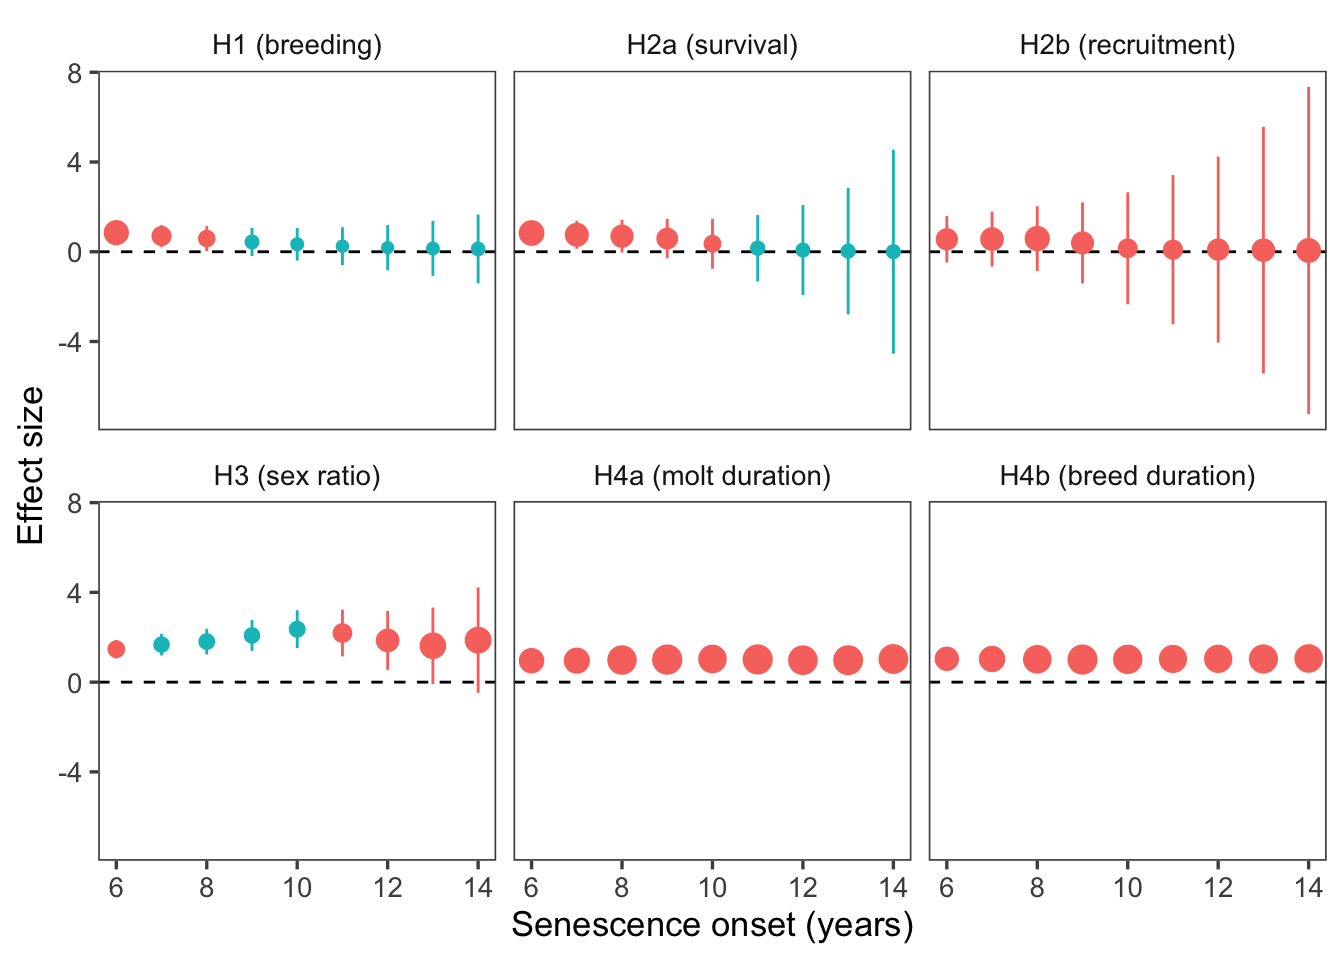 H1 (breeding)
H2a (survival)
H2b (recruitment)
8
4
0
-4
Effect size
H3 (sex ratio)
H4a (molt duration)
H4b (breed duration)
8
4
0
-4
6 8 10 12 14
6 8 10 12 14
6 8 10 12 14
Senescence onset (years)